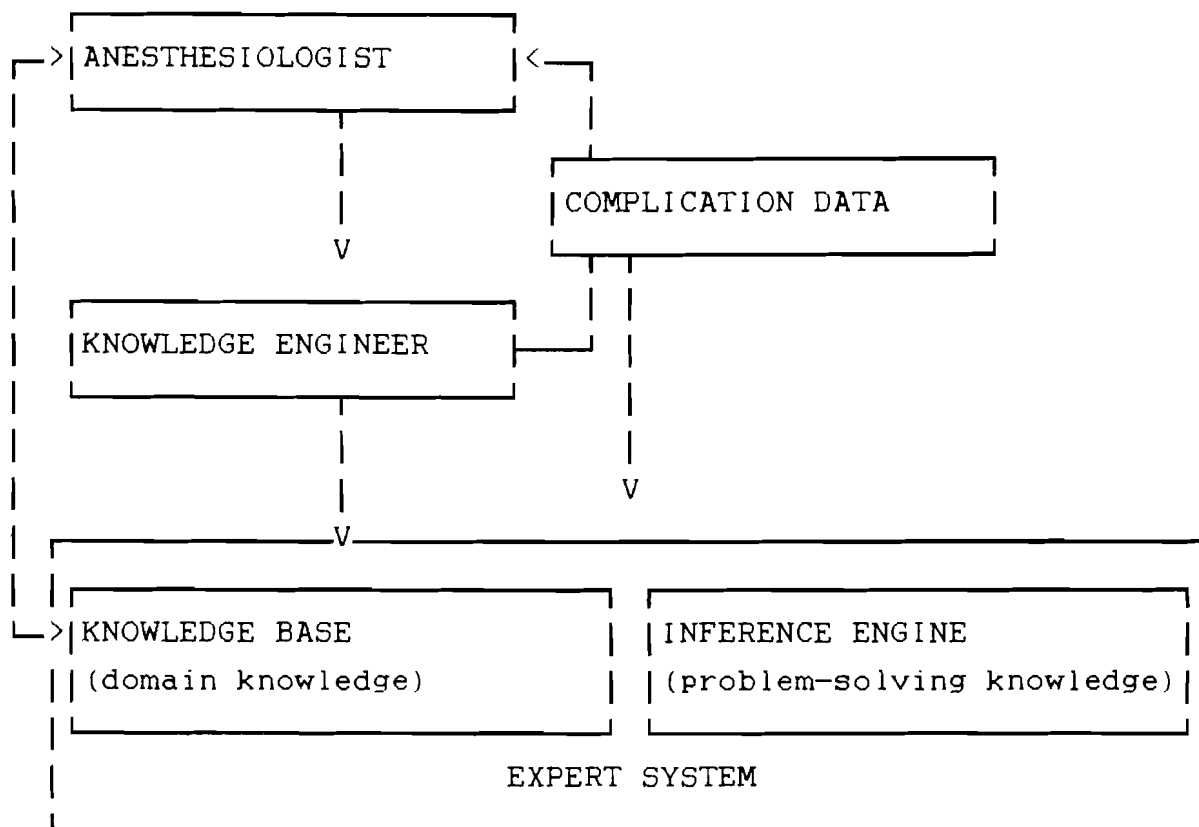 ANESTHESIOLOGIST
COMPLICATION DATA
KNOWLEDGE ENGINEER
KNOWLEDGE BASE
(domain knowledge)
INFERENCE ENGINE
(problem-solving knowledge)
EXPERT SYSTEM